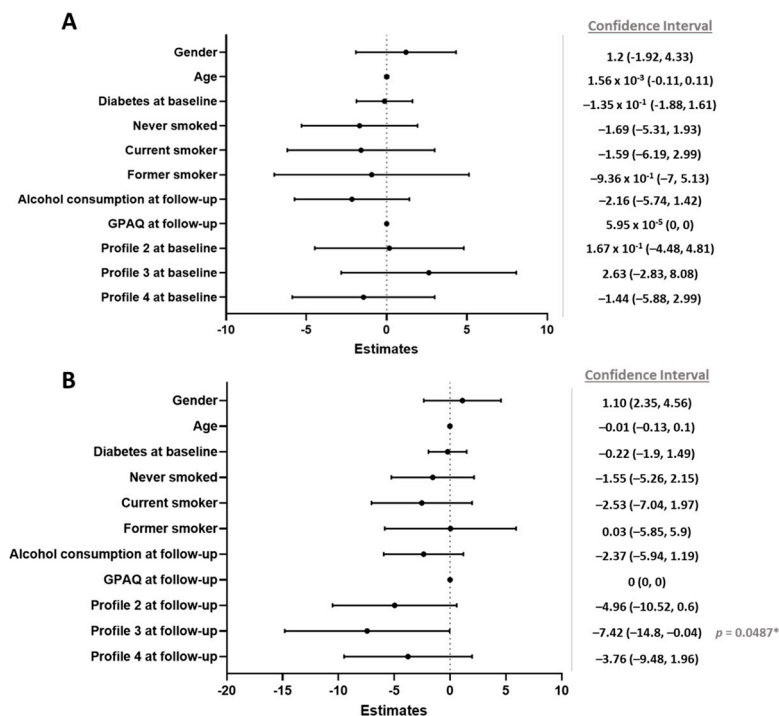 A
Confidence Interval
Gender 1.2 (-1.92, 4.33)
Age 1.56 x 10⁻³ (-0.11, 0.11)
Diabetes at baseline −1.35 x 10⁻¹ (-1.88, 1.61)
Never smoked −1.69 (−5.31, 1.93)
Current smoker −1.59 (−6.19, 2.99)
Former smoker −9.36 x 10⁻¹ (−7, 5.13)
Alcohol consumption at follow-up −2.16 (−5.74, 1.42)
GPAQ at follow-up 5.95 x 10⁻⁵ (0, 0)
Profile 2 at baseline 1.67 x 10⁻¹ (−4.48, 4.81)
Profile 3 at baseline 2.63 (−2.83, 8.08)
Profile 4 at baseline −1.44 (−5.88, 2.99)
-10 -5 0 5 10
Estimates
B
Confidence Interval
Gender 1.10 (2.35, 4.56)
Age −0.01 (−0.13, 0.1)
Diabetes at baseline −0.22 (−1.9, 1.49)
Never smoked −1.55 (−5.26, 2.15)
Current smoker −2.53 (−7.04, 1.97)
Former smoker 0.03 (−5.85, 5.9)
Alcohol consumption at follow-up −2.37 (−5.94, 1.19)
GPAQ at follow-up 0 (0, 0)
Profile 2 at follow-up −4.96 (−10.52, 0.6)
Profile 3 at follow-up −7.42 (−14.8, −0.04) p = 0.0487*
Profile 4 at follow-up −3.76 (−9.48, 1.96)
-20 -15 -10 -5 0 5 10
Estimates